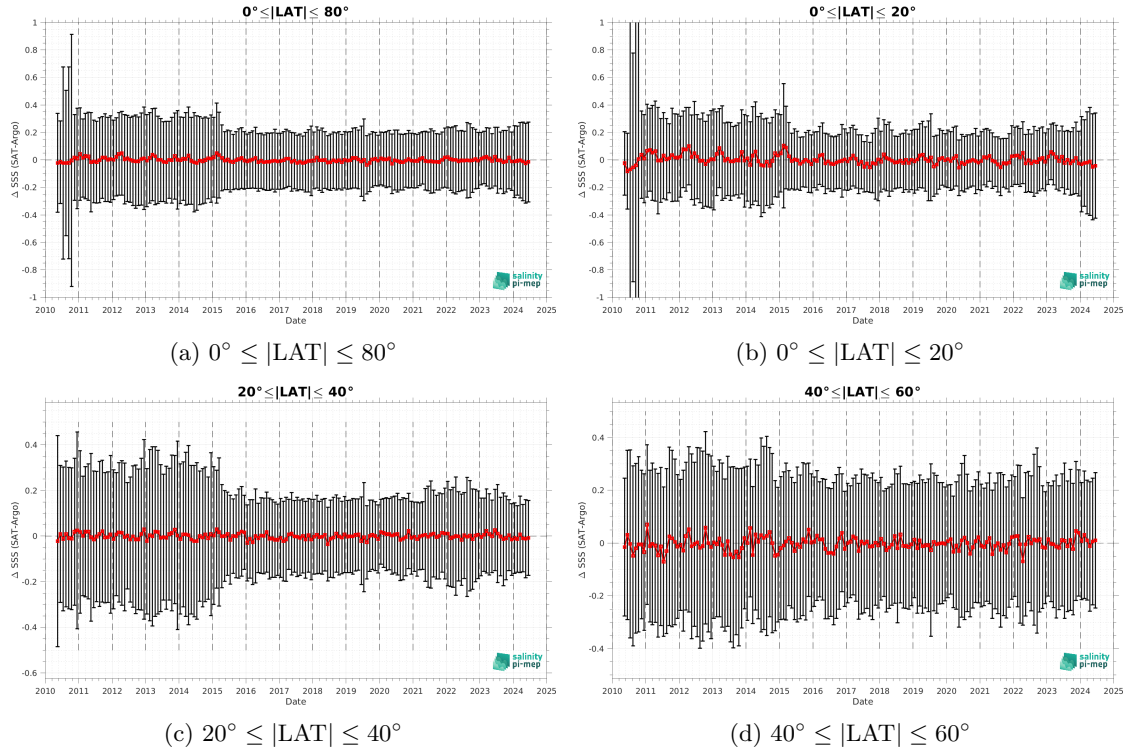 0°≤|LAT|≤ 80°
1
0.8
0.6
0.4
0.2
0
-0.2
-0.4
-0.6
-0.8
-1
Δ SSS (SAT-Argo)
2010 2011 2012 2013 2014 2015 2016 2017 2018 2019 2020 2021 2022 2023 2024 2025
Date
salinity
pi-mep
(a) 0° ≤ |LAT| ≤ 80°
0°≤|LAT|≤ 20°
1
0.8
0.6
0.4
0.2
0
-0.2
-0.4
-0.6
-0.8
-1
Δ SSS (SAT-Argo)
2010 2011 2012 2013 2014 2015 2016 2017 2018 2019 2020 2021 2022 2023 2024 2025
Date
salinity
pi-mep
(b) 0° ≤ |LAT| ≤ 20°
20°≤|LAT|≤ 40°
0.4
0.2
0
-0.2
-0.4
-0.6
Δ SSS (SAT-Argo)
2010 2011 2012 2013 2014 2015 2016 2017 2018 2019 2020 2021 2022 2023 2024 2025
Date
salinity
pi-mep
(c) 20° ≤ |LAT| ≤ 40°
40°≤|LAT|≤ 60°
0.4
0.2
0
-0.2
-0.4
Δ SSS (SAT-Argo)
2010 2011 2012 2013 2014 2015 2016 2017 2018 2019 2020 2021 2022 2023 2024 2025
Date
salinity
pi-mep
(d) 40° ≤ |LAT| ≤ 60°